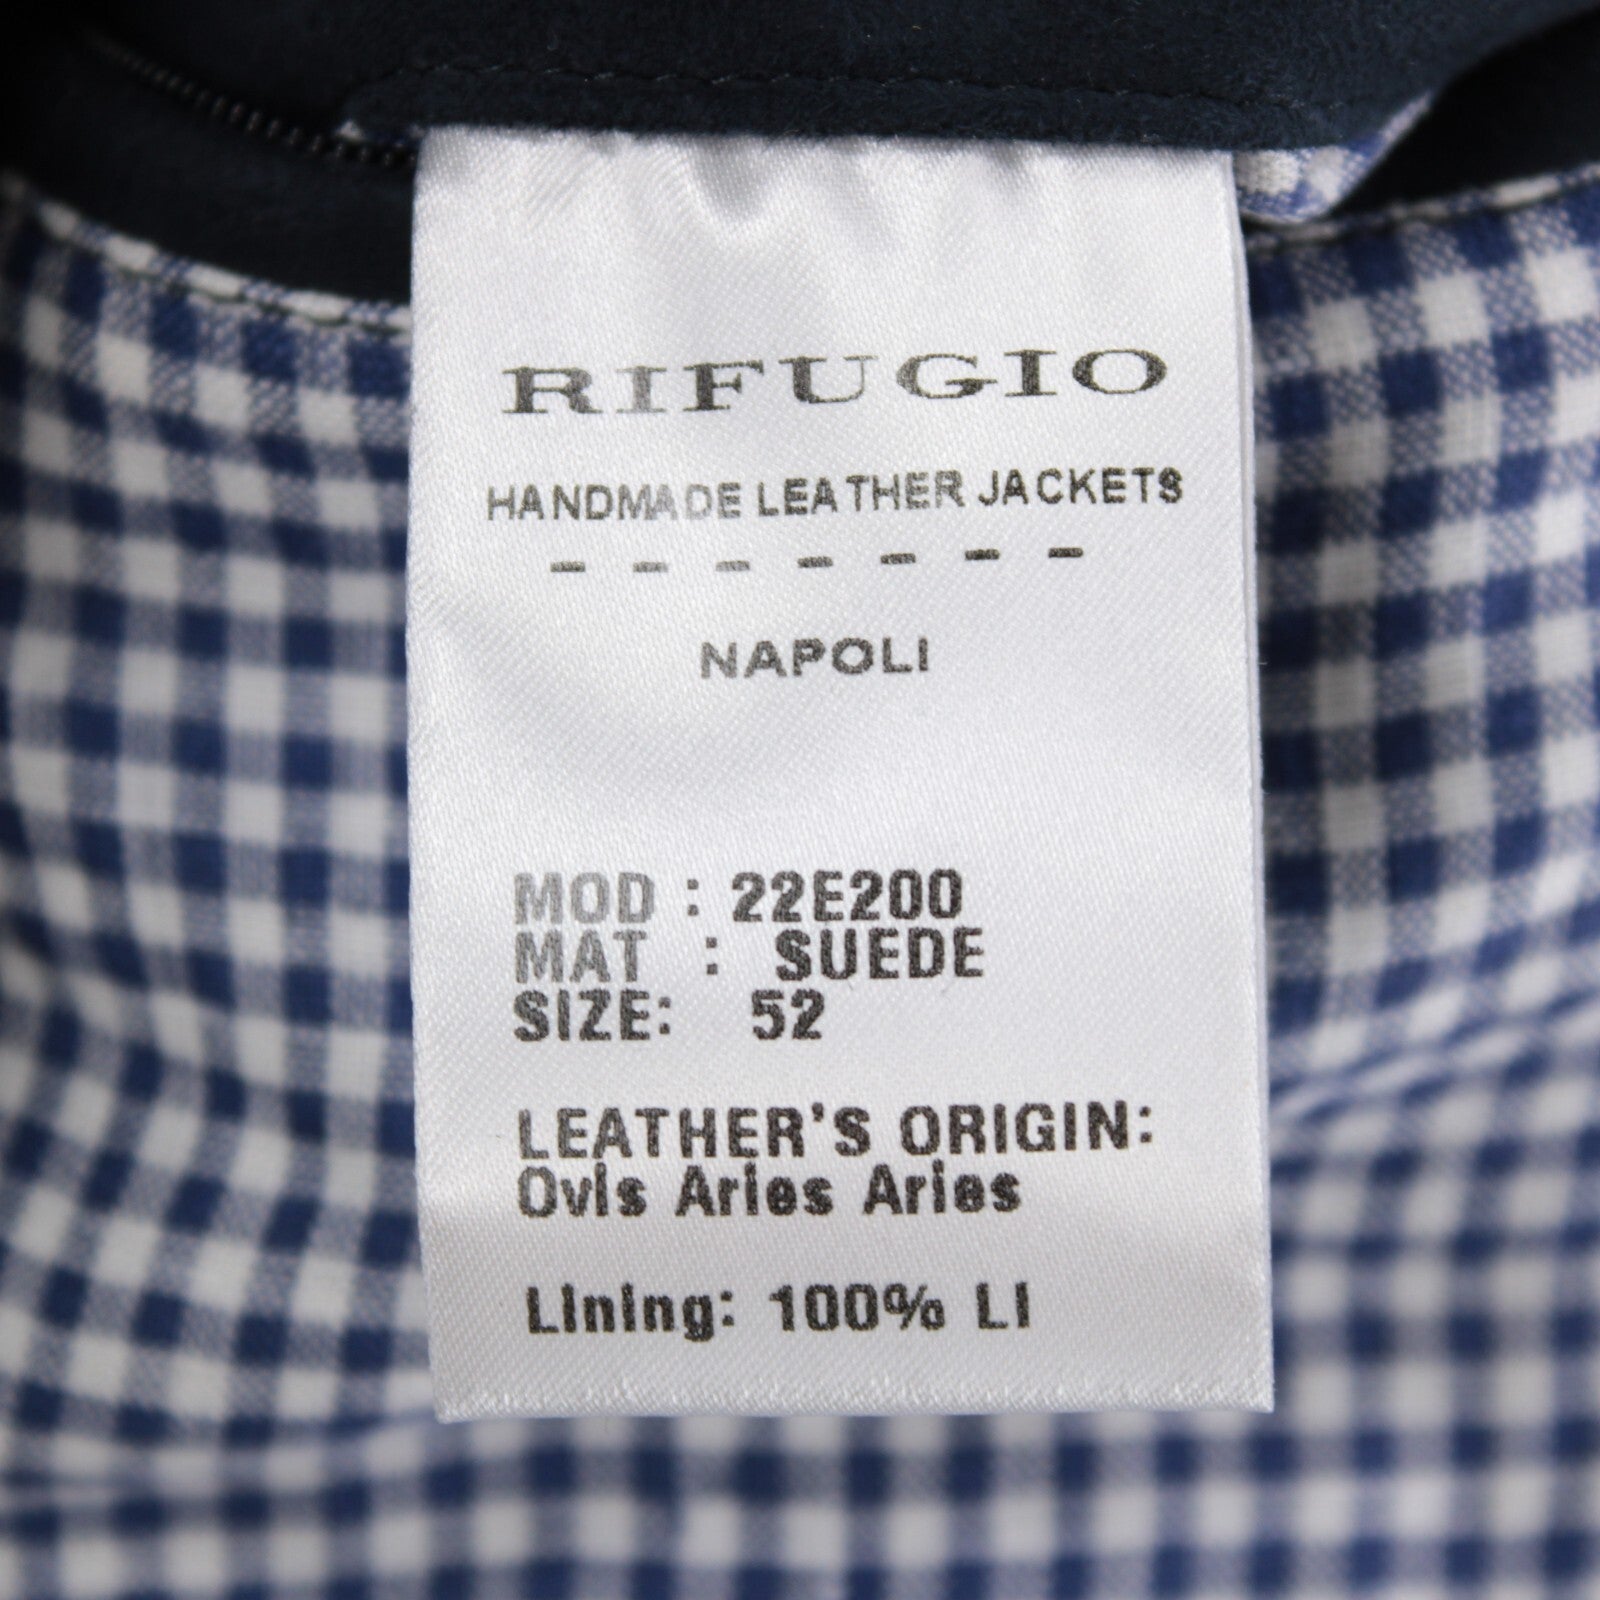 RIFUGIO
HANDMADE LEATHER JACKETS
- - - - - - -
NAPOLI
MOD : 22E200
MAT : SUEDE
SIZE: 52
LEATHER'S ORIGIN:
Ovis Aries Aries
Lining: 100% LI